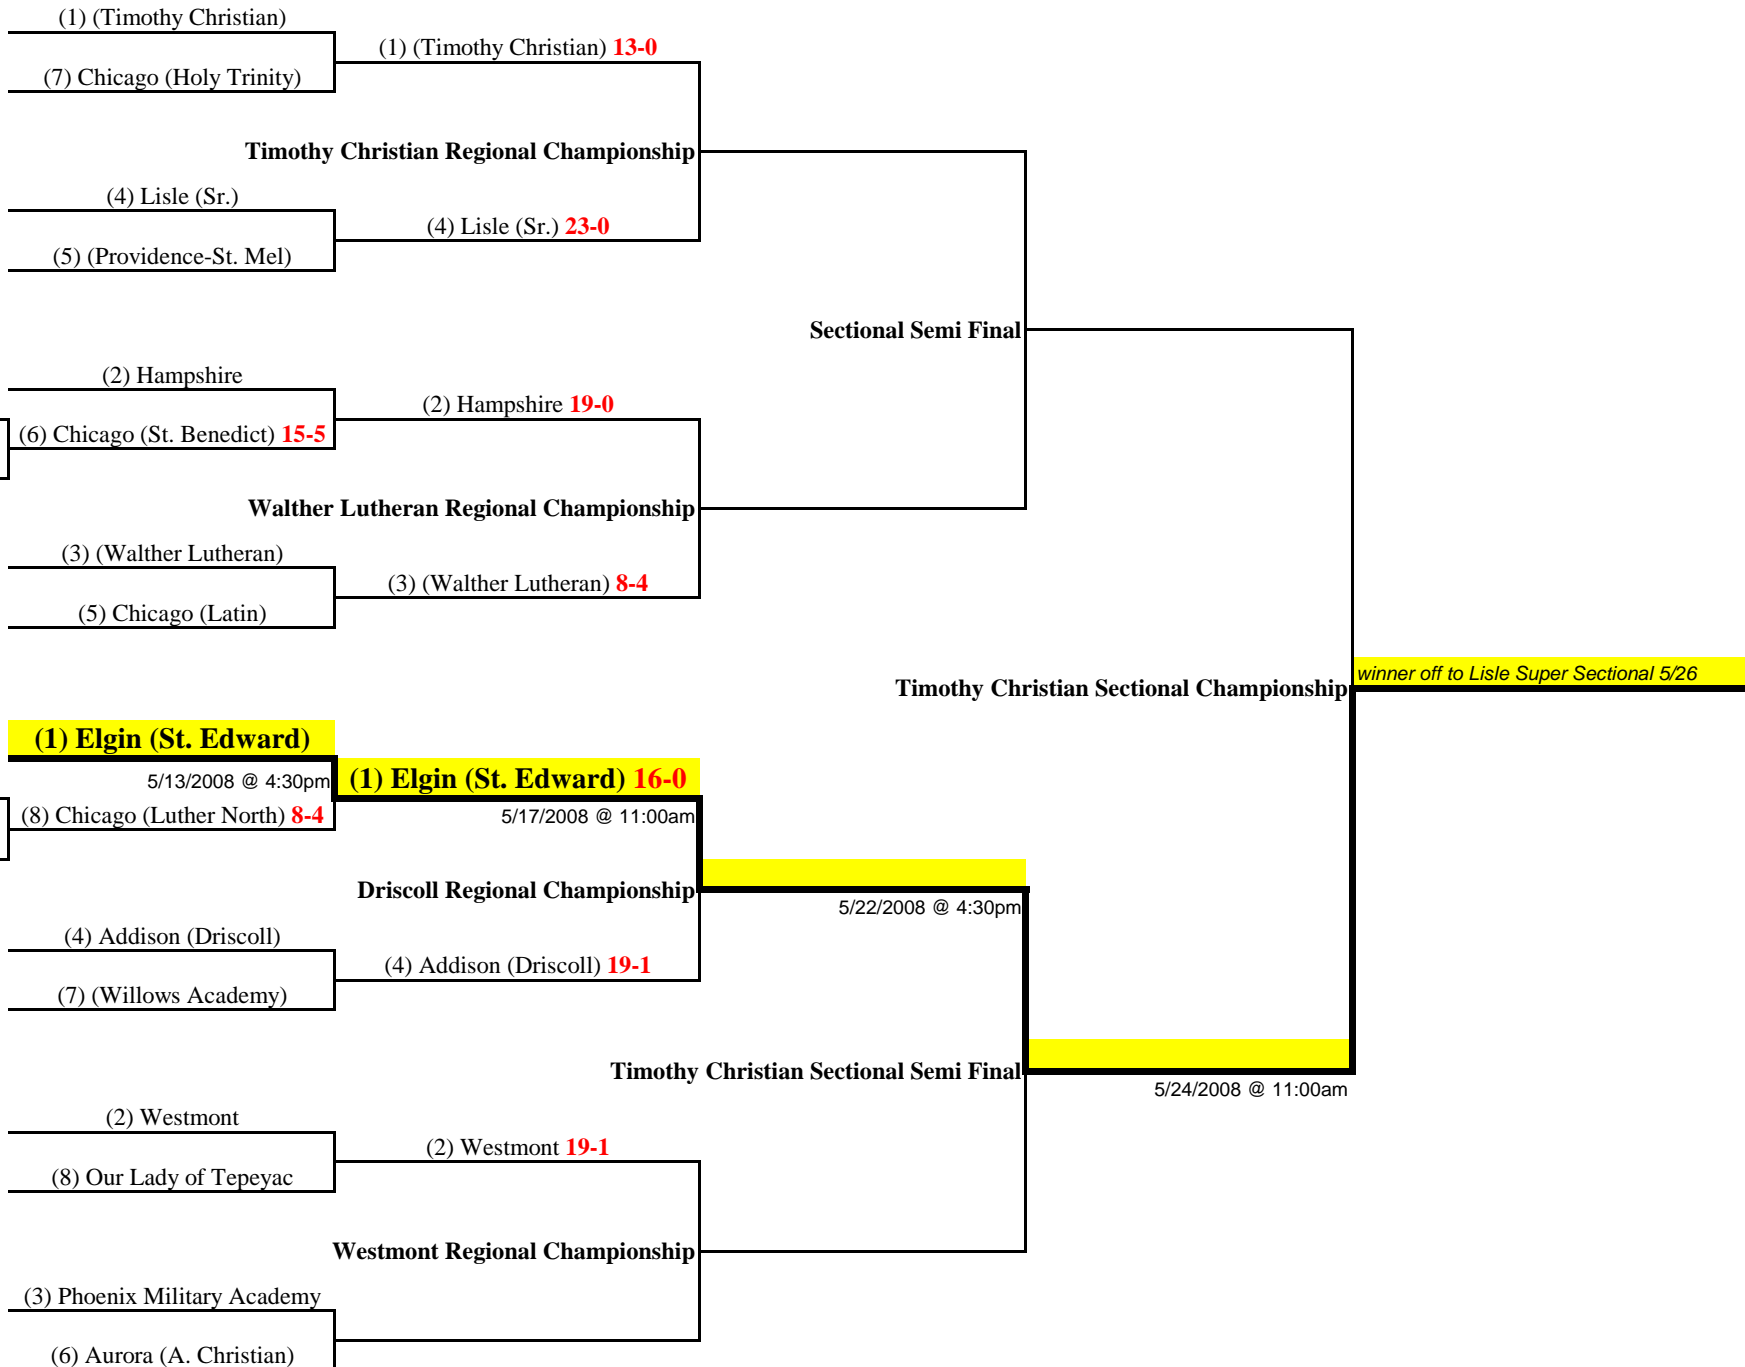 (1) (Timothy Christian)
(1) (Timothy Christian) 13-0
(7) Chicago (Holy Trinity)
Timothy Christian Regional Championship
(4) Lisle (Sr.)
(4) Lisle (Sr.) 23-0
(5) (Providence-St. Mel)
Sectional Semi Final
(2) Hampshire
(2) Hampshire 19-0
(6) Chicago (St. Benedict) 15-5
Walther Lutheran Regional Championship
(3) (Walther Lutheran)
(3) (Walther Lutheran) 8-4
(5) Chicago (Latin)
winner off to Lisle Super Sectional 5/26
Timothy Christian Sectional Championship
(1) Elgin (St. Edward)
5/13/2008 @ 4:30pm
(1) Elgin (St. Edward) 16-0
(8) Chicago (Luther North) 8-4
5/17/2008 @ 11:00am
Driscoll Regional Championship
5/22/2008 @ 4:30pm
(4) Addison (Driscoll)
(4) Addison (Driscoll) 19-1
(7) (Willows Academy)
Timothy Christian Sectional Semi Final
5/24/2008 @ 11:00am
(2) Westmont
(2) Westmont 19-1
(8) Our Lady of Tepeyac
Westmont Regional Championship
(3) Phoenix Military Academy
(6) Aurora (A. Christian)